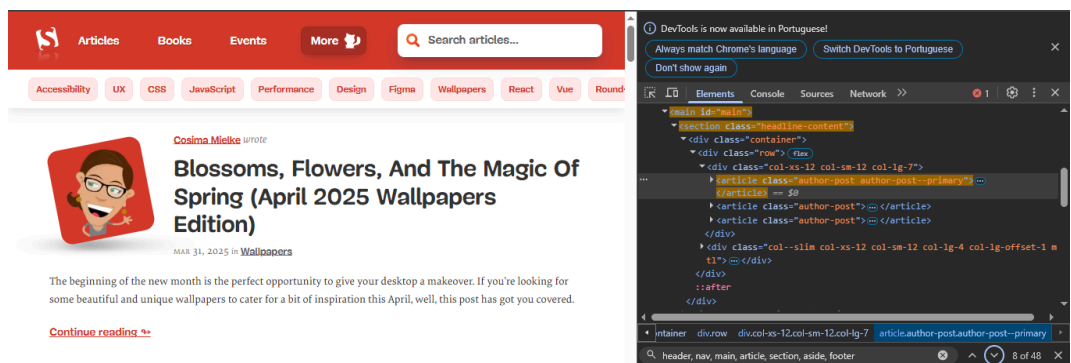 Articles Books Events More Search articles...
Accessibility UX CSS JavaScript Performance Design Figma Wallpapers React Vue Round-
Cosima Mielke wrote
Blossoms, Flowers, And The Magic Of
Spring (April 2025 Wallpapers
Edition)
MAR 31, 2025 in Wallpapers
The beginning of the new month is the perfect opportunity to give your desktop a makeover. If you're looking for
some beautiful and unique wallpapers to cater for a bit of inspiration this April, well, this post has got you covered.
Continue reading ↬
DevTools is now available in Portuguese!
Always match Chrome's language Switch DevTools to Portuguese
Don't show again
Elements Console Sources Network 1
<main id="main">
<section class="headline-content">
<div class="container">
<div class="row"> flex
<div class="col-xs-12 col-sm-12 col-lg-7">
<article class="author-post author-post--primary"> …
</article> == $0
<article class="author-post"> … </article>
<article class="author-post"> … </article>
</div>
<div class="col--slim col-xs-12 col-sm-12 col-lg-4 col-lg-offset-1 m
tl"> … </div>
</div>
::after
</div>
ontainer div.row div.col-xs-12.col-sm-12.col-lg-7 article.author-post.author-post--primary
header, nav, main, article, section, aside, footer 8 of 48